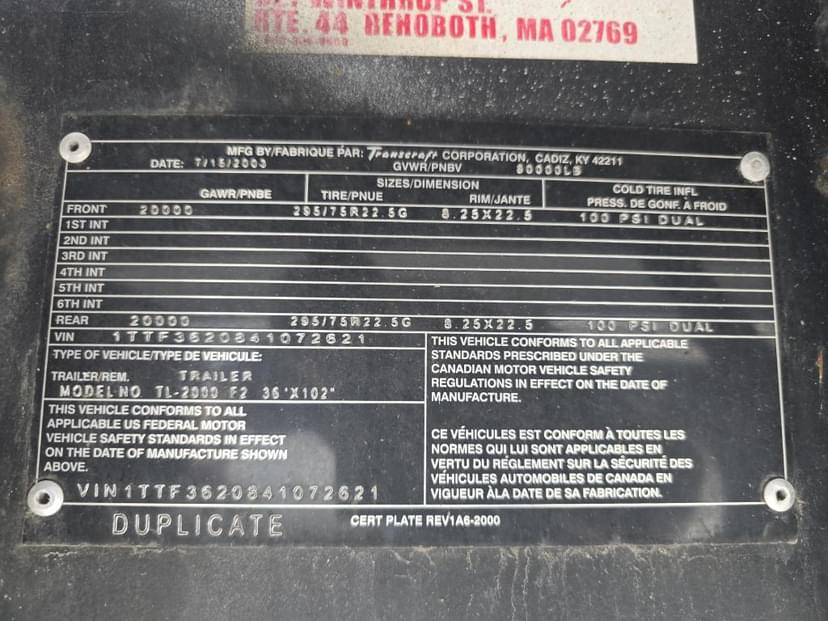 WINTHROP ST.
RTE. 44 REHOBOTH, MA 02769
MFG BY/FABRIQUE PAR: Transcraft CORPORATION, CADIZ, KY 42211
DATE: 7/15/2003 GVWR/PNBV 80000LB
SIZES/DIMENSION
GAWR/PNBE TIRE/PNUE RIM/JANTE COLD TIRE INFL PRESS. DE GONF. À FROID
FRONT 20000 295/75R22.5G 8.25X22.5 100 PSI DUAL
1ST INT
2ND INT
3RD INT
4TH INT
5TH INT
6TH INT
REAR 20000 295/75R22.5G 8.25X22.5 100 PSI DUAL
VIN 1TTF3620841072621
TYPE OF VEHICLE/TYPE DE VEHICULE:
TRAILER/REM. TRAILER
MODEL NO TL-2000 F2 36'X102"
THIS VEHICLE CONFORMS TO ALL
APPLICABLE US FEDERAL MOTOR
VEHICLE SAFETY STANDARDS IN EFFECT
ON THE DATE OF MANUFACTURE SHOWN
ABOVE.
VIN1TTF3620841072621
THIS VEHICLE CONFORMS TO ALL APPLICABLE
STANDARDS PRESCRIBED UNDER THE
CANADIAN MOTOR VEHICLE SAFETY
REGULATIONS IN EFFECT ON THE DATE OF
MANUFACTURE.
CE VÉHICULES EST CONFORM À TOUTES LES
NORMES QUI LUI SONT APPLICABLES EN
VERTU DU RÉGLEMENT SUR LA SÉCURITÉ DES
VÉHICULES AUTOMOBILES DE CANADA EN
VIGUEUR À LA DATE DE SA FABRICATION.
DUPLICATE CERT PLATE REV1A6-2000